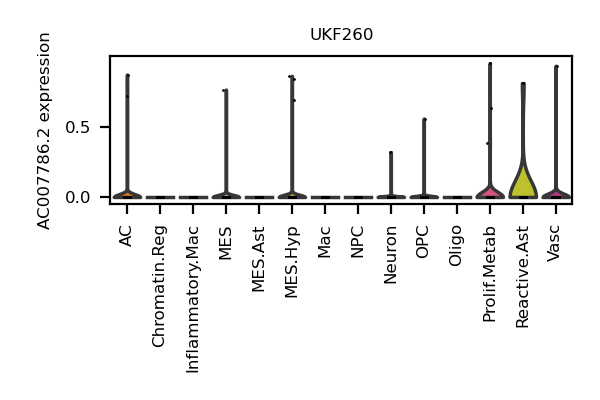 UKF260
AC007786.2 expression
0.5
0.0
AC
Chromatin.Reg
Inflammatory.Mac
MES
MES.Ast
MES.Hyp
Mac
NPC
Neuron
OPC
Oligo
Prolif.Metab
Reactive.Ast
Vasc